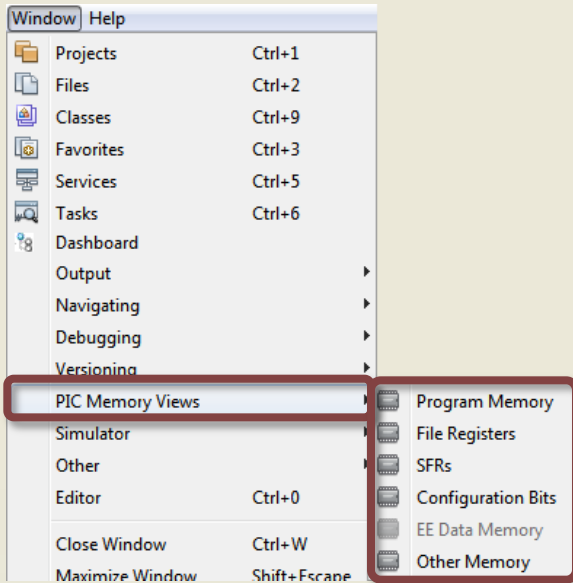 Window Help
Projects Ctrl+1
Files Ctrl+2
Classes Ctrl+9
Favorites Ctrl+3
Services Ctrl+5
Tasks Ctrl+6
Dashboard
Output
Navigating
Debugging
Versioning
PIC Memory Views
Simulator
Other
Editor Ctrl+0
Close Window Ctrl+W
Maximize Window Shift+Escape
Program Memory
File Registers
SFRs
Configuration Bits
EE Data Memory
Other Memory